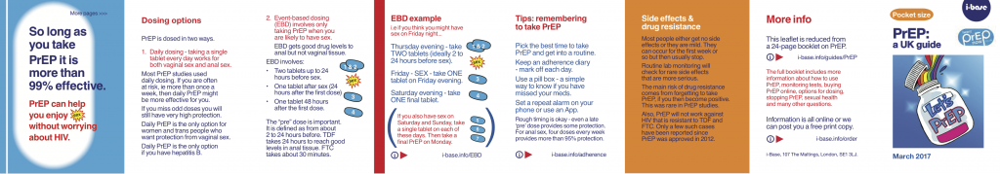 More pages >>>
So long as
you take
PrEP it is
more than
99% effective.
PrEP can help
you enjoy SEX
without worrying
about HIV.
Dosing options
PrEP is dosed in two ways.
1. Daily dosing - taking a single
tablet every day works for
both vaginal sex and anal sex.
Most PrEP studies used
daily dosing. If you are often
at risk, ie more than once a
week, then daily PrEP might
be more effective for you.
If you miss odd doses you will
still have very high protection.
Daily PrEP is the only option for
women and trans people who
want protection from vaginal sex.
Daily PrEP is the only option
if you have hepatitis B.
2. Event-based dosing
(EBD) involves only
taking PrEP when you
are likely to have sex.
EBD gets good drug levels to
anal but not vaginal tissue.
EBD involves:
• Two tablets up to 24
hours before sex.
• One tablet after sex (24
hours after the first dose)
• One tablet 48 hours
after the first dose.
1 & 2
SEX
3
4
The "pre" dose is important.
It is defined as from about
2 to 24 hours before. TDF
takes 24 hours to reach good
levels in anal tissue. FTC
takes about 30 minutes.
EBD example
i.e if you think you might have
sex on Friday night...
Thursday evening - take
TWO tablets (ideally 2 to
24 hours before sex).
Friday - SEX - take ONE
tablet on Friday evening.
Saturday evening - take
ONE final tablet.
1 & 2
SEX
3
4
If you also have sex on
Saturday and Sunday, take
a single tablet on each of
these days. Then take a
final PrEP on Monday.
5
6
7
i-base.info/EBD
Tips: remembering
to take PrEP
Pick the best time to take
PrEP and get into a routine.
Keep an adherence diary
- mark off each day.
Use a pill box - a simple
way to know if you have
missed your meds.
Set a repeat alarm on your
phone or use an App.
Rough timing is okay - even a late
'pre' dose provides some protection.
For anal sex, four doses every week
provides more than 95% protection.
i-base.info/adherence
Side effects &
drug resistance
Most people either get no side
effects or they are mild. They
can occur for the first week or
so but then usually stop.
Routine lab monitoring will
check for rare side effects
that are more serious.
The main risk of drug resistance
comes from forgetting to take
PrEP, if you then become positive.
This was rare in PrEP studies.
Also, PrEP will not work against
HIV that is resistant to TDF and
FTC. Only a few such cases
have been reported since
PrEP was approved in 2012.
More info
This leaflet is reduced from
a 24-page booklet on PrEP.
i-base.info/guides/PrEP
The full booklet includes more
information about how to use
PrEP, monitoring tests, buying
PrEP online, options for dosing,
stopping PrEP, sexual health
and many other questions.
Information is all online or we
can post you a free print copy.
i-base.info/order
i-Base, 107 The Maltings, London, SE1 3LJ.
Pocket size
i-base
PrEP:
a UK guide
PrEP
let's
PrEP
March 2017